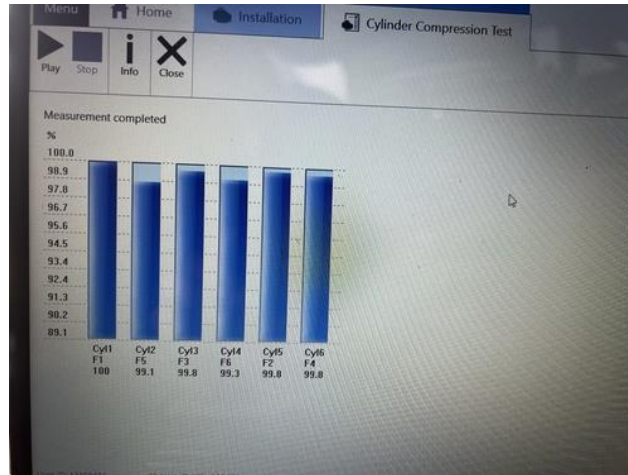 Menu
Home
Installation
Cylinder Compression Test
Play
Stop
Info
Close
Measurement completed
%
100.0
98.9
97.8
96.7
95.6
94.5
93.4
92.4
91.3
90.2
89.1
Cyl1 Cyl2 Cyl3 Cyl4 Cyl5 Cyl6
F1 F5 F3 F6 F2 F4
100 99.1 99.8 99.3 99.8 99.8